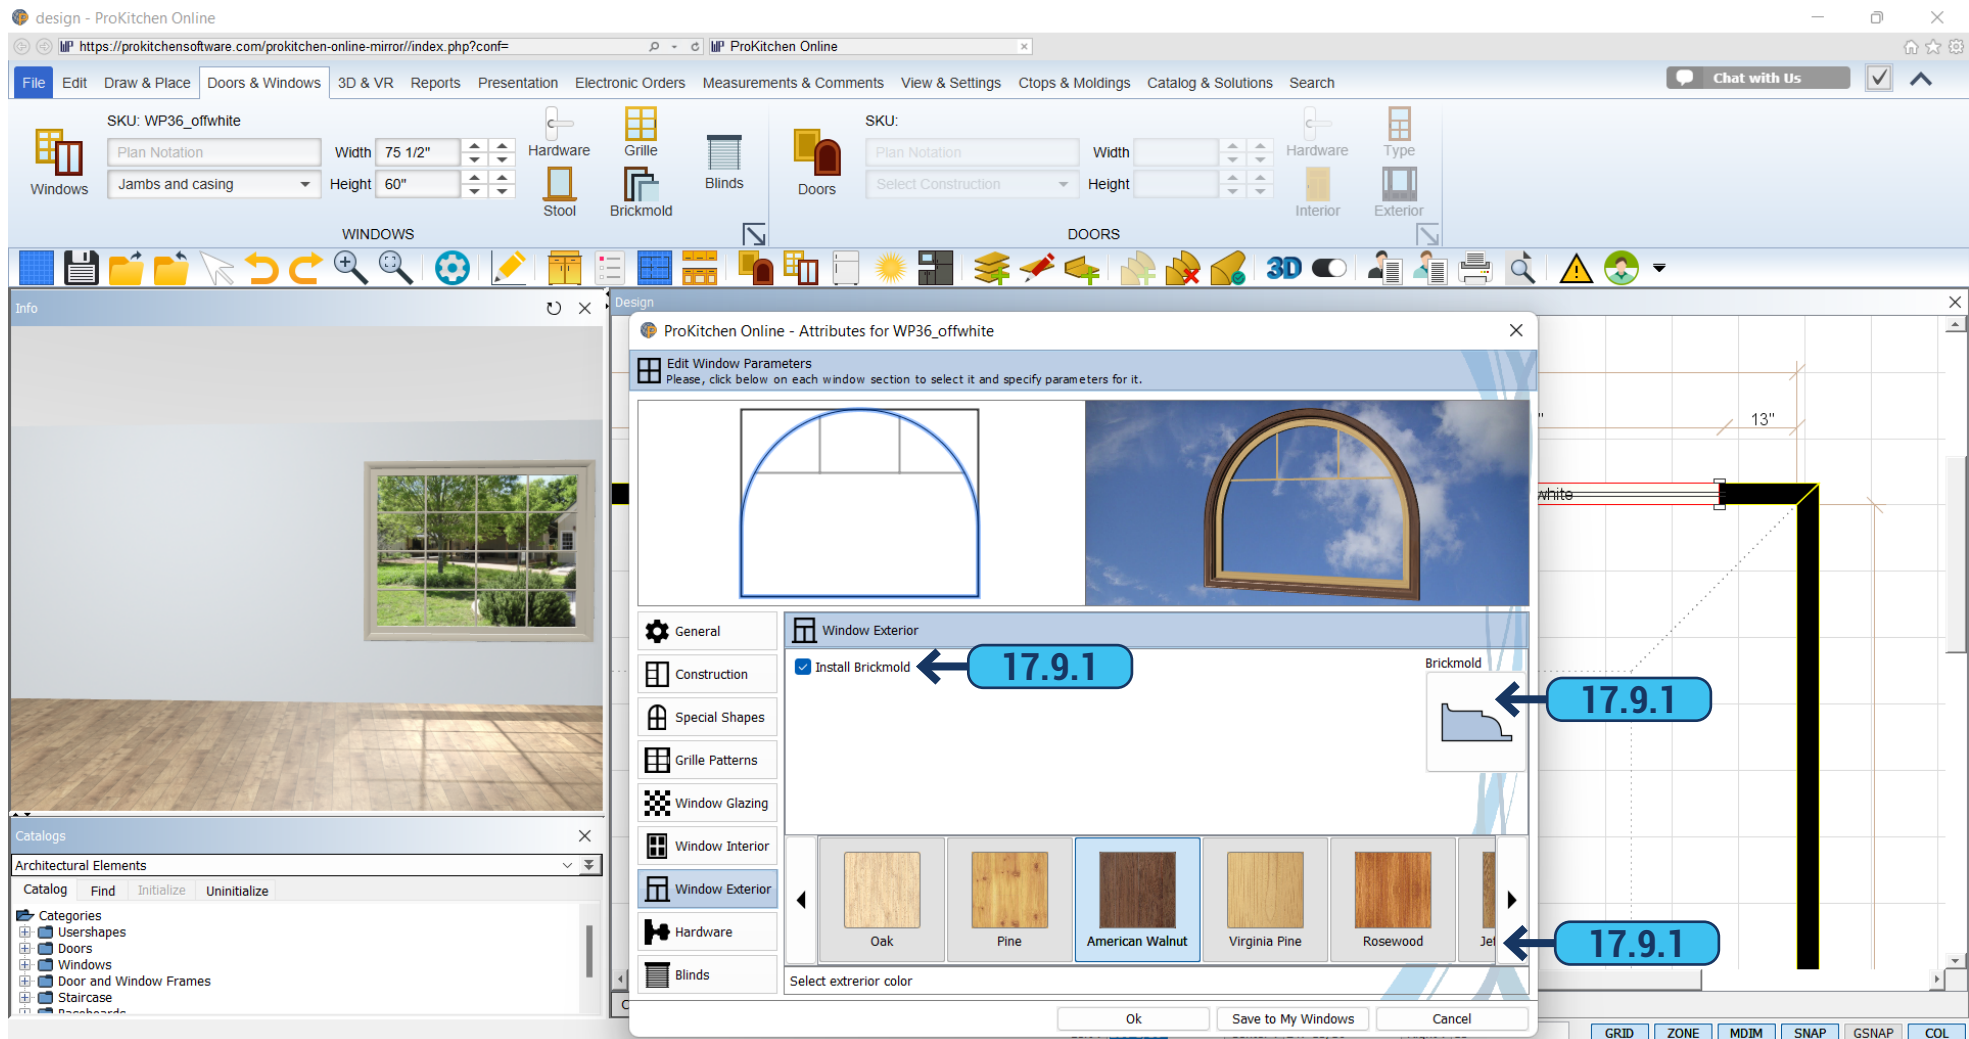 design - ProKitchen Online
https://prokitchensoftware.com/prokitchen-online-mirror//index.php?conf=
ProKitchen Online
File Edit Draw & Place Doors & Windows 3D & VR Reports Presentation Electronic Orders Measurements & Comments View & Settings Ctops & Moldings Catalog & Solutions Search
Chat with Us
SKU: WP36_offwhite
Plan Notation
Width 75 1/2"
Jambs and casing
Height 60"
Windows
Hardware
Grille
Stool
Brickmold
Blinds
WINDOWS
SKU:
Plan Notation
Width
Select Construction
Height
Doors
Hardware
Type
Interior
Exterior
DOORS
3D
Info
Design
ProKitchen Online - Attributes for WP36_offwhite
Edit Window Parameters
Please, click below on each window section to select it and specify parameters for it.
"
13"
white
General
Construction
Special Shapes
Grille Patterns
Window Glazing
Window Interior
Window Exterior
Hardware
Blinds
Window Exterior
Install Brickmold
17.9.1
Brickmold
17.9.1
Oak
Pine
American Walnut
Virginia Pine
Rosewood
17.9.1
Select extrerior color
Ok
Save to My Windows
Cancel
Catalogs
Architectural Elements
Catalog Find Initialize Uninitialize
Categories
Usershapes
Doors
Windows
Door and Window Frames
Staircase
Baseboards
GRID ZONE MDIM SNAP GSNAP COL